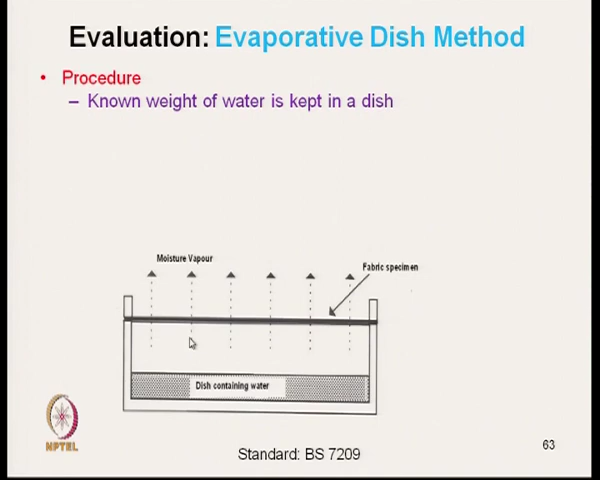 Evaluation: Evaporative Dish Method
• Procedure
– Known weight of water is kept in a dish
Moisture Vapour
Fabric specimen
Dish containing water
NPTEL
Standard: BS 7209
63